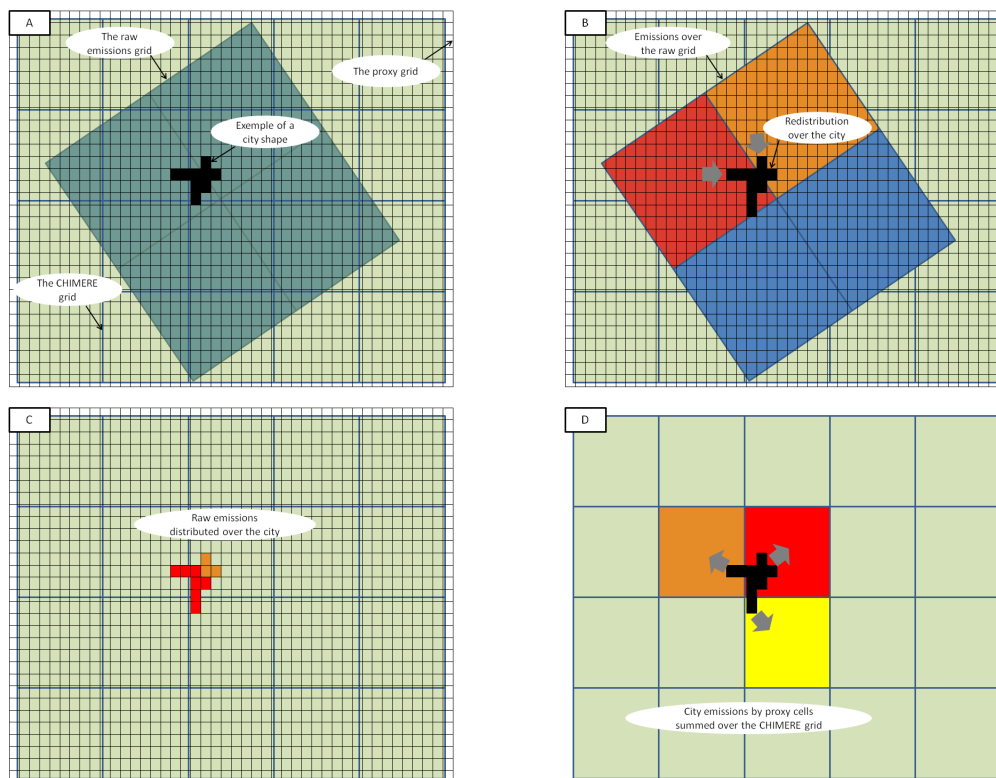 A
The raw
emissions grid
The proxy grid
Exemple of a
city shape
The CHIMERE
grid
B
Emissions over
the raw grid
Redistribution
over the city
C
Raw emissions
distributed over the city
D
City emissions by proxy cells
summed over the CHIMERE grid